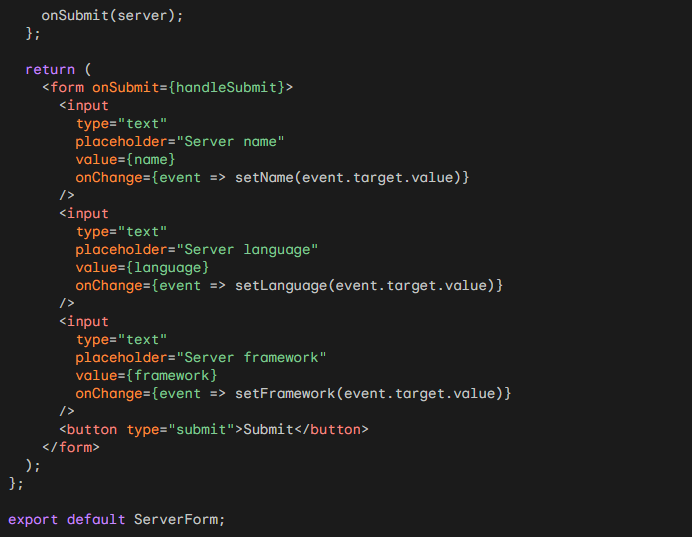 onSubmit(server);
  };

  return (
    <form onSubmit={handleSubmit}>
      <input
        type="text"
        placeholder="Server name"
        value={name}
        onChange={event => setName(event.target.value)}
      />
      <input
        type="text"
        placeholder="Server language"
        value={language}
        onChange={event => setLanguage(event.target.value)}
      />
      <input
        type="text"
        placeholder="Server framework"
        value={framework}
        onChange={event => setFramework(event.target.value)}
      />
      <button type="submit">Submit</button>
    </form>
  );
};

export default ServerForm;